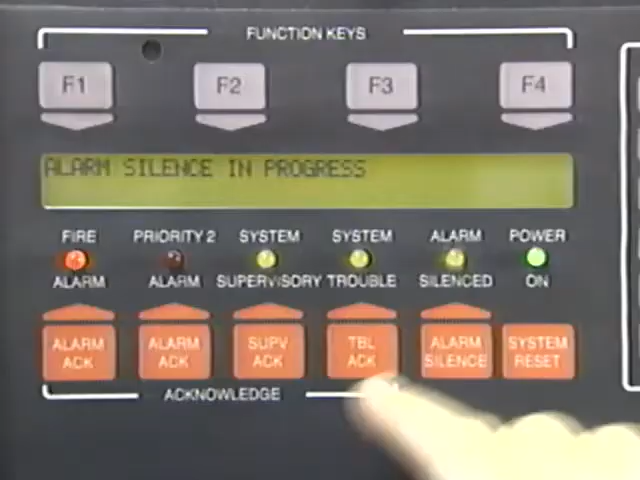 FUNCTION KEYS
F1 F2 F3 F4
ALARM SILENCE IN PROGRESS
FIRE ALARM
PRIORITY 2 ALARM
SYSTEM SUPERVISORY
SYSTEM TROUBLE
ALARM SILENCED
POWER ON
ALARM ACK
ALARM ACK
SUPV ACK
TBL ACK
ALARM SILENCE
SYSTEM RESET
ACKNOWLEDGE